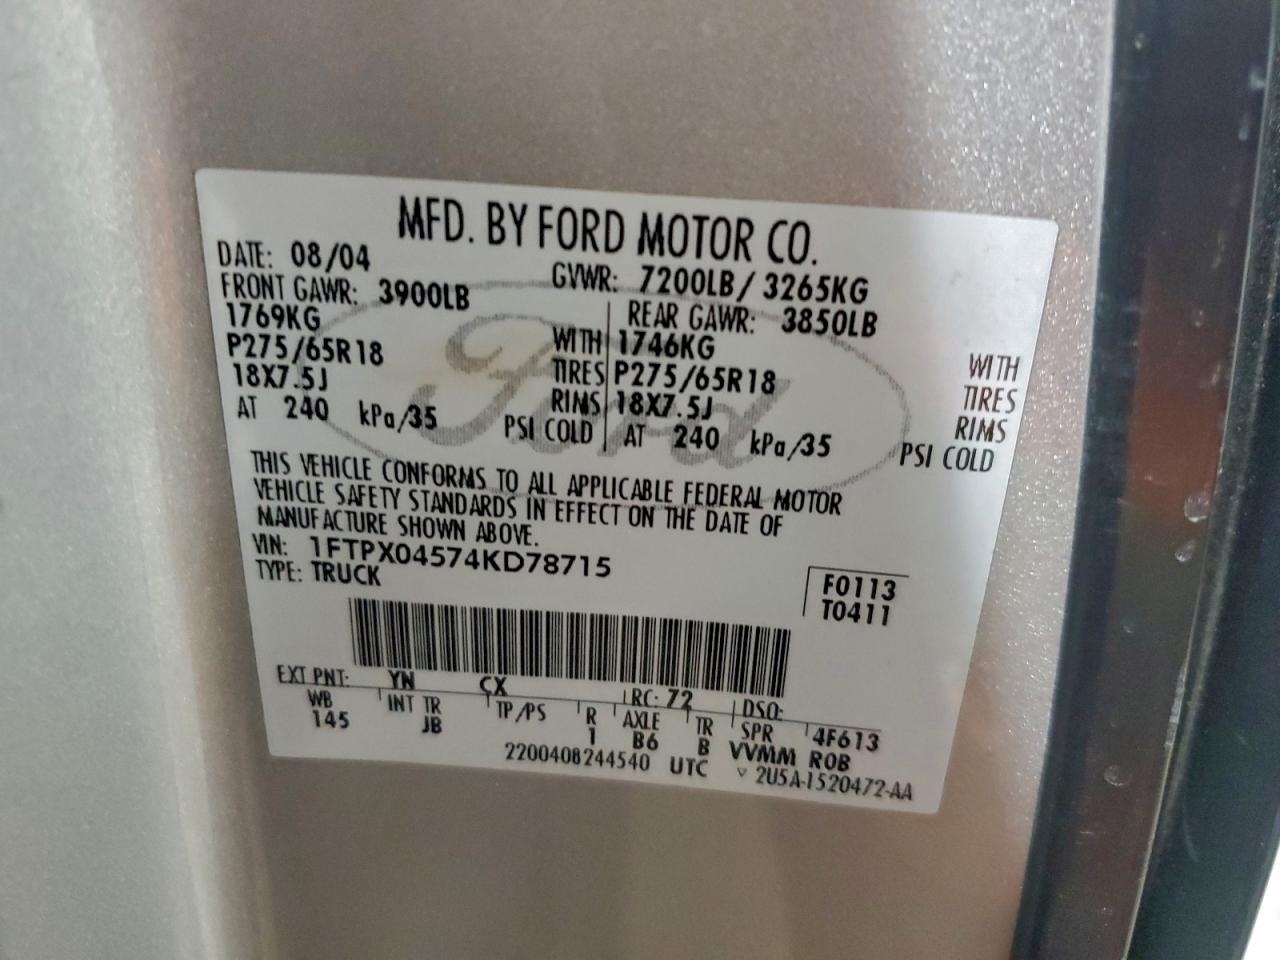 MFD. BY FORD MOTOR CO.
DATE: 08/04 GVWR: 7200LB/ 3265KG
FRONT GAWR: 3900LB REAR GAWR: 3850LB
1769KG WITH 1746KG WITH
P275/65R18 TIRES P275/65R18 TIRES
18X7.5J RIMS 18X7.5J RIMS
AT 240 kPa/35 PSI COLD AT 240 kPa/35 PSI COLD
Ford
THIS VEHICLE CONFORMS TO ALL APPLICABLE FEDERAL MOTOR
VEHICLE SAFETY STANDARDS IN EFFECT ON THE DATE OF
MANUFACTURE SHOWN ABOVE.
VIN: 1FTPX04574KD78715
TYPE: TRUCK
F0113
T0411
EXT PNT: YN CX RC: 72 DSO:
WB INT TR TP/PS R AXLE TR SPR 4F613
145 JB 1 B6 B VVMM ROB
2200408244540 UTC ▽ 2U5A-1520472-AA